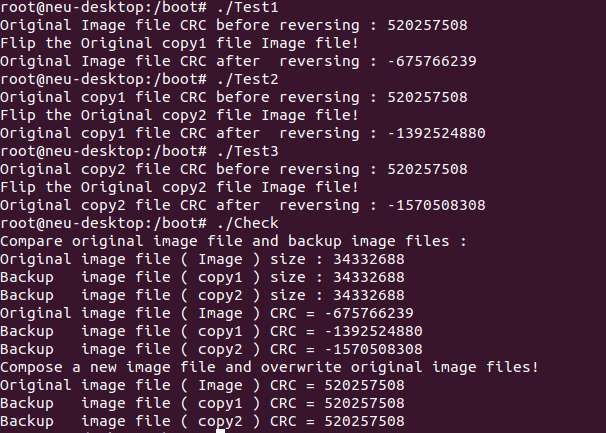 root@neu-desktop:/boot# ./Test1
Original Image file CRC before reversing : 520257508
Flip the Original copy1 file Image file!
Original Image file CRC after  reversing : -675766239
root@neu-desktop:/boot# ./Test2
Original copy1 file CRC before reversing : 520257508
Flip the Original copy2 file Image file!
Original copy1 file CRC after  reversing : -1392524880
root@neu-desktop:/boot# ./Test3
Original copy2 file CRC before reversing : 520257508
Flip the Original copy2 file Image file!
Original copy2 file CRC after  reversing : -1570508308
root@neu-desktop:/boot# ./Check
Compare original image file and backup image files :
Original image file ( Image ) size : 34332688
Backup   image file ( copy1 ) size : 34332688
Backup   image file ( copy2 ) size : 34332688
Original image file ( Image ) CRC = -675766239
Backup   image file ( copy1 ) CRC = -1392524880
Backup   image file ( copy2 ) CRC = -1570508308
Compose a new image file and overwrite original image files!
Original image file ( Image ) CRC = 520257508
Backup   image file ( copy1 ) CRC = 520257508
Backup   image file ( copy2 ) CRC = 520257508